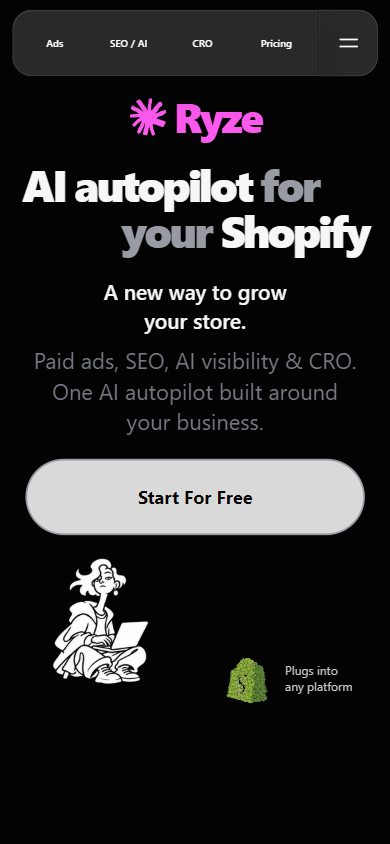 Ads
SEO / AI
CRO
Pricing
Ryze
AI autopilot for
your Shopify
A new way to grow
your store.
Paid ads, SEO, AI visibility & CRO.
One AI autopilot built around
your business.
Start For Free
Plugs into
any platform